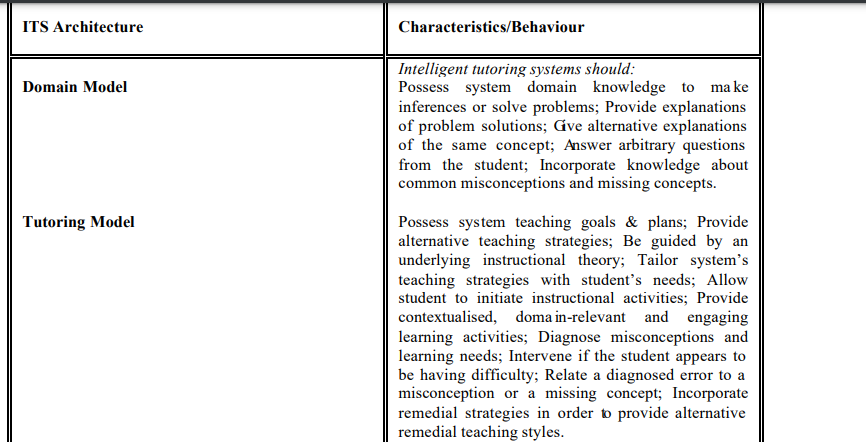 ITS Architecture
Characteristics/Behaviour
Domain Model
Intelligent tutoring systems should:
Possess system domain knowledge to make
inferences or solve problems; Provide explanations
of problem solutions; Give alternative explanations
of the same concept; Answer arbitrary questions
from the student; Incorporate knowledge about
common misconceptions and missing concepts.
Tutoring Model
Possess system teaching goals & plans; Provide
alternative teaching strategies; Be guided by an
underlying instructional theory; Tailor system’s
teaching strategies with student’s needs; Allow
student to initiate instructional activities; Provide
contextualised, domain-relevant and engaging
learning activities; Diagnose misconceptions and
learning needs; Intervene if the student appears to
be having difficulty; Relate a diagnosed error to a
misconception or a missing concept; Incorporate
remedial strategies in order to provide alternative
remedial teaching styles.